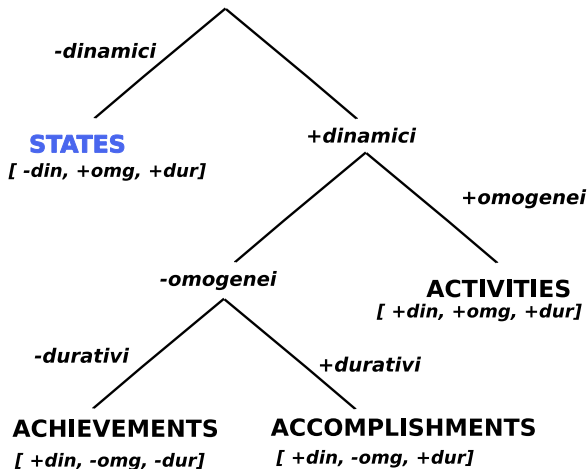 -dinamici
STATES
[ -din, +omg, +dur]
+dinamici
+omogenei
-omogenei
ACTIVITIES
[ +din, +omg, +dur]
-durativi
+durativi
ACHIEVEMENTS
[ +din, -omg, -dur]
ACCOMPLISHMENTS
[ +din, -omg, +dur]